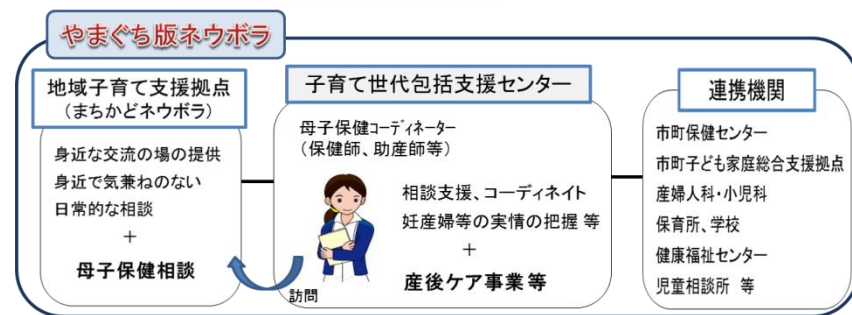 やまぐち版ネウボラ
地域子育て支援拠点
(まちかどネウボラ)
身近な交流の場の提供
身近で気兼ねのない
日常的な相談
+
母子保健相談
子育て世代包括支援センター
母子保健コーディネーター
(保健師、助産師等)
相談支援、コーディネイト
妊産婦等の実情の把握 等
+
産後ケア事業等
訪問
連携機関
市町保健センター
市町子ども家庭総合支援拠点
産婦人科・小児科
保育所、学校
健康福祉センター
児童相談所 等